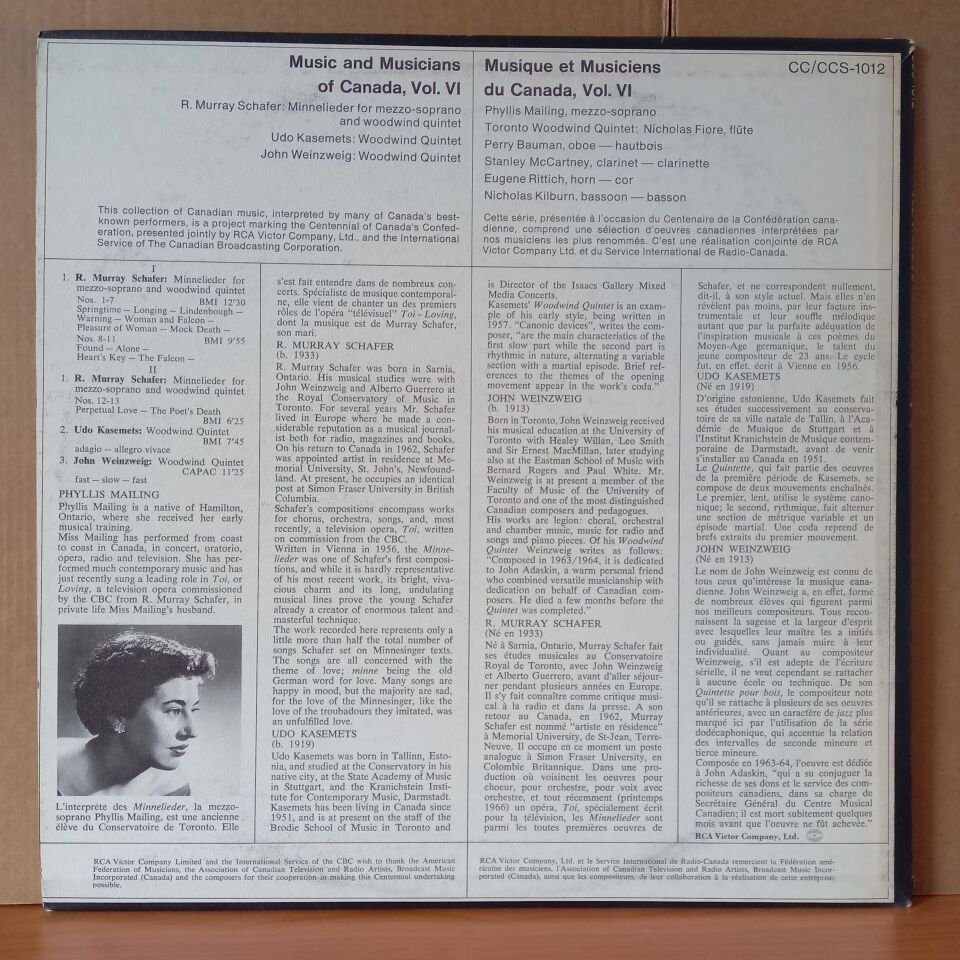 Music and Musicians
of Canada, Vol. VI
R. Murray Schafer: Minnelieder for mezzo-soprano
and woodwind quintet
Udo Kasemets: Woodwind Quintet
John Weinzweig: Woodwind Quintet
This collection of Canadian music, interpreted by many of Canada's best-
known performers, is a project marking the Centennial of Canada's Confed-
eration, presented jointly by RCA Victor Company, Ltd., and the International
Service of The Canadian Broadcasting Corporation.
Musique et Musiciens
du Canada, Vol. VI
CC/CCS-1012
Phyllis Mailing, mezzo-soprano
Toronto Woodwind Quintet: Nicholas Fiore, flûte
Perry Bauman, oboe — hautbois
Stanley McCartney, clarinet — clarinette
Eugene Rittich, horn — cor
Nicholas Kilburn, bassoon — basson
Cette série, présentée à l'occasion du Centenaire de la Confédération cana-
dienne, comprend une sélection d'oeuvres canadiennes interprétées par
nos musiciens les plus renommés. C'est une réalisation conjointe de RCA
Victor Company Ltd. et du Service International de Radio-Canada.
I
1. R. Murray Schafer: Minnelieder for
mezzo-soprano and woodwind quintet
Nos. 1-7 BMI 12'30
Springtime — Longing — Lindenbough —
Warning — Woman and Falcon —
Pleasure of Woman — Mock Death —
Nos. 8-11 BMI 9'55
Found — Alone —
Heart's Key — The Falcon —
II
1. R. Murray Schafer: Minnelieder for
mezzo-soprano and woodwind quintet
Nos. 12-13
Perpetual Love — The Poet's Death
BMI 6'25
2. Udo Kasemets: Woodwind Quintet
BMI 7'45
adagio — allegro vivace
3. John Weinzweig: Woodwind Quintet
CAPAC 11'25
fast — slow — fast
PHYLLIS MAILING
Phyllis Mailing is a native of Hamilton,
Ontario, where she received her early
musical training.
Miss Mailing has performed from coast
to coast in Canada, in concert, oratorio,
opera, radio and television. She has per-
formed much contemporary music and has
just recently sung a leading role in Toi, or
Loving, a television opera commissioned
by the CBC from R. Murray Schafer, in
private life Miss Mailing's husband.
L'interprète des Minnelieder, la mezzo-
soprano Phyllis Mailing, est une ancienne
élève du Conservatoire de Toronto. Elle
s'est fait entendre dans de nombreux con-
certs. Spécialiste de musique contemporai-
ne, elle vient de chanter un des premiers
rôles de l'opéra "télévisuel" Toi - Loving,
dont la musique est de Murray Schafer,
son mari.
R. MURRAY SCHAFER
(b. 1933)
R. Murray Schafer was born in Sarnia,
Ontario. His musical studies were with
John Weinzweig and Alberto Guerrero at
the Royal Conservatory of Music in
Toronto. For several years Mr. Schafer
lived in Europe where he made a con-
siderable reputation as a musical journal-
ist both for radio, magazines and books.
On his return to Canada in 1962, Schafer
was appointed artist in residence at Me-
morial University, St. John's, Newfound-
land. At present, he occupies an identical
post at Simon Fraser University in British
Columbia.
Schafer's compositions encompass works
for chorus, orchestra, songs, and, most
recently, a television opera, Toi, written
on commission from the CBC.
Written in Vienna in 1956, the Minne-
lieder was one of Schafer's first composi-
tions, and while it is hardly representative
of his most recent work, its bright, viva-
cious charm and its long, undulating
musical lines prove the young Schafer
already a creator of enormous talent and
masterful technique.
The work recorded here represents only a
little more than half the total number of
songs Schafer set on Minnesinger texts.
The songs are all concerned with the
theme of love; minne being the old
German word for love. Many songs are
happy in mood, but the majority are sad,
for the love of the Minnesinger, like the
love of the troubadours they imitated, was
an unfulfilled love.
UDO KASEMETS
(b. 1919)
Udo Kasemets was born in Tallinn, Esto-
nia, and studied at the Conservatory in his
native city, at the State Academy of Music
in Stuttgart, and the Kranichstein Insti-
tute for Contemporary Music, Darmstadt.
Kasemets has been living in Canada since
1951, and is at present on the staff of the
Brodie School of Music in Toronto and
is Director of the Isaacs Gallery Mixed
Media Concerts.
Kasemets' Woodwind Quintet is an exam-
ple of his early style, being written in
1957. "Canonic devices", writes the com-
poser, "are the main characteristics of the
first slow part while the second part is
rhythmic in nature, alternating a variable
section with a martial episode. Brief ref-
erences to the themes of the opening
movement appear in the work's coda."
JOHN WEINZWEIG
(b. 1913)
Born in Toronto, John Weinzweig received
his musical education at the University of
Toronto with Healey Willan, Leo Smith
and Sir Ernest MacMillan, later studying
also at the Eastman School of Music with
Bernard Rogers and Paul White. Mr.
Weinzweig is at present a member of the
Faculty of Music of the University of
Toronto and one of the most distinguished
Canadian composers and pedagogues.
His works are legion: choral, orchestral
and chamber music, music for radio and
songs and piano pieces. Of his Woodwind
Quintet Weinzweig writes as follows:
"Composed in 1963/1964, it is dedicated
to John Adaskin, a warm personal friend
who combined versatile musicianship with
dedication on behalf of Canadian com-
posers. He died a few months before the
Quintet was completed."
R. MURRAY SCHAFER
(Né en 1933)
Né à Sarnia, Ontario, Murray Schafer fait
ses études musicales au Conservatoire
Royal de Toronto, avec John Weinzweig
et Alberto Guerrero, avant d'aller séjour-
ner pendant plusieurs années en Europe.
Il s'y fait connaître comme critique musi-
cal à la radio et dans la presse. A son
retour au Canada, en 1962, Murray
Schafer est nommé "artiste en résidence"
à Memorial University, de St-Jean, Terre-
Neuve. Il occupe en ce moment un poste
analogue à Simon Fraser University, en
Colombie Britannique. Dans une pro-
duction où voisinent les oeuvres pour
choeur, pour orchestre, pour voix avec
orchestre, et tout récemment (printemps
1966) un opéra, Toi, spécialement écrit
pour la télévision, les Minnelieder sont
parmi les toutes premières oeuvres de
Schafer, et ne correspondent nullement,
dit-il, à son style actuel. Mais elles n'en
révèlent pas moins, par leur facture ins-
trumentale et leur souffle mélodique
autant que par la parfaite adéquation de
l'inspiration musicale à ces poèmes du
Moyen-Age germanique, le talent du
jeune compositeur de 23 ans. Le cycle
fut, en effet, écrit à Vienne en 1956.
UDO KASEMETS
(Né en 1919)
D'origine estonienne, Udo Kasemets fait
ses études successivement au conserva-
toire de sa ville natale de Tallin, à l'Aca-
démie de Musique de Stuttgart et à
l'Institut Kranichstein de Musique contem-
poraine de Darmstadt, avant de venir
s'installer au Canada en 1951.
Le Quintette, qui fait partie des oeuvres
de la première période de Kasemets, se
compose de deux mouvements enchaînés.
Le premier, lent, utilise le système cano-
nique; le second, rythmique, fait alterner
une section de métrique variable et un
épisode martial. Une coda reprend de
brefs extraits du premier mouvement.
JOHN WEINZWEIG
(Né en 1913)
Le nom de John Weinzweig est connu de
tous ceux qu'intéresse la musique cana-
dienne. John Weinzweig a, en effet, formé
de nombreux élèves qui figurent parmi
nos meilleurs compositeurs. Tous recon-
naissent la sagesse et la largeur d'esprit
avec lesquelles leur maître les a initiés
ou guidés, sans jamais nuire à leur
individualité. Quant au compositeur
Weinzweig, s'il est adepte de l'écriture
sérielle, il ne veut cependant se rattacher
à aucune école ou technique. De son
Quintette pour bois, le compositeur note
qu'il se rattache à plusieurs de ses oeuvres
antérieures, avec un caractère de jazz plus
marqué ici par l'utilisation de la série
dodécaphonique, qui accentue la relation
des intervalles de seconde mineure et
tierce mineure.
Composée en 1963-64, l'oeuvre est dédiée
à John Adaskin, "qui a su conjuguer la
richesse de ses dons et le service des com-
positeurs canadiens, dans sa charge de
Secrétaire Général du Centre Musical
Canadien; il est mort subitement quelques
mois avant que l'oeuvre ne fût achevée."
RCA Victor Company, Ltd.
RCA Victor Company Limited and the International Service of the CBC wish to thank the American
Federation of Musicians, the Association of Canadian Television and Radio Artists, Broadcast Music
Incorporated (Canada) and the composers for their cooperation in making this Centennial undertaking
possible.
RCA Victor Company, Ltd. et le Service International de Radio-Canada remercient la Fédération amé-
ricaine des musiciens, l'Association of Canadian Television and Radio Artists, Broadcast Music Incor-
porated (Canada), ainsi que les compositeurs, de leur collaboration à la réalisation de cette entreprise.